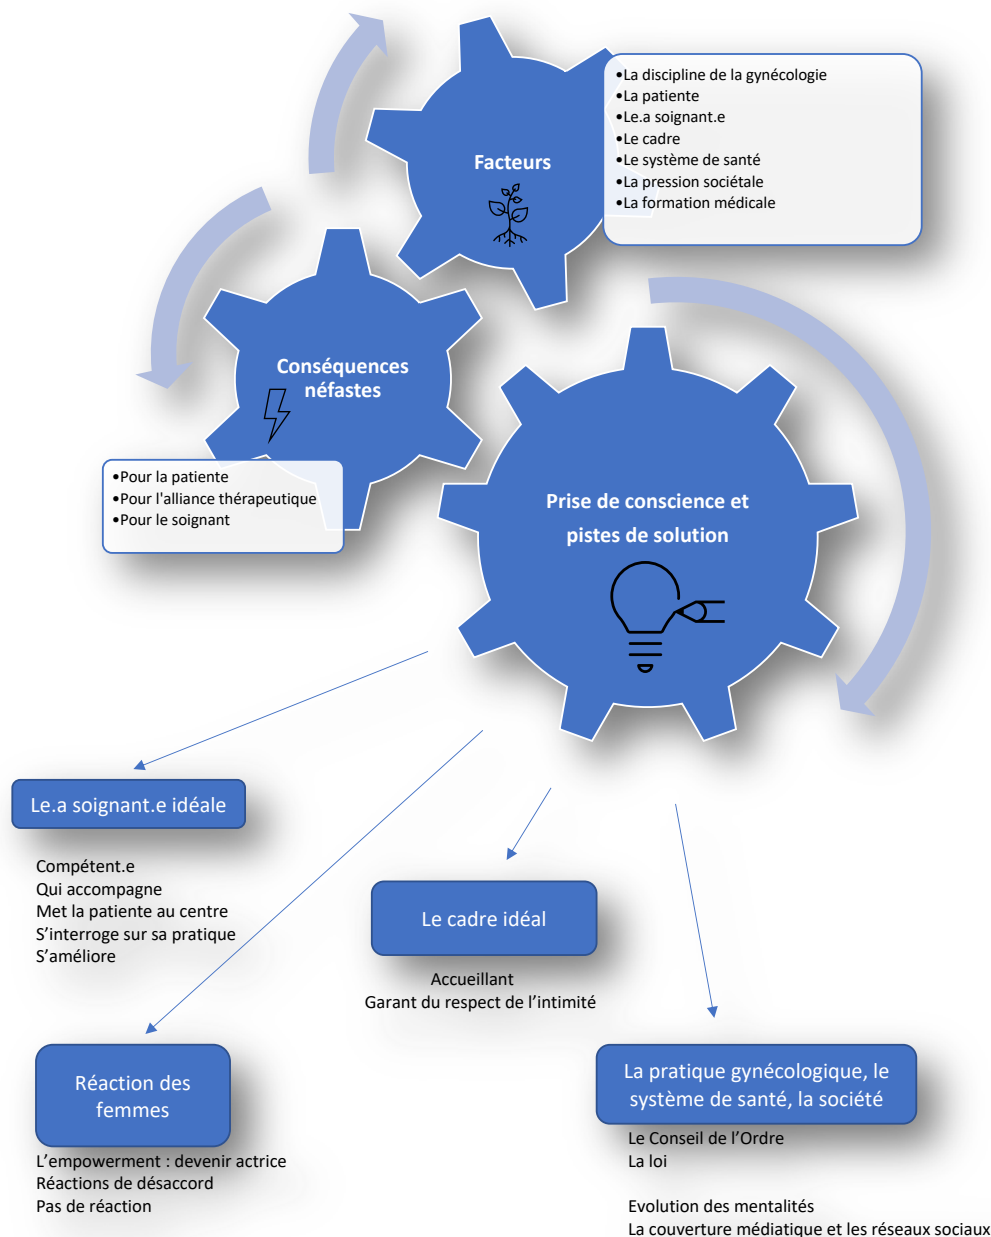 Facteurs
•La discipline de la gynécologie
•La patiente
•Le.a soignant.e
•Le cadre
•Le système de santé
•La pression sociétale
•La formation médicale
Conséquences
néfastes
•Pour la patiente
•Pour l'alliance thérapeutique
•Pour le soignant
Prise de conscience et
pistes de solution
Le.a soignant.e idéale
Compétent.e
Qui accompagne
Met la patiente au centre
S’interroge sur sa pratique
S’améliore
Le cadre idéal
Accueillant
Garant du respect de l’intimité
Réaction des
femmes
L’empowerment : devenir actrice
Réactions de désaccord
Pas de réaction
La pratique gynécologique, le
système de santé, la société
Le Conseil de l’Ordre
La loi
Evolution des mentalités
La couverture médiatique et les réseaux sociaux